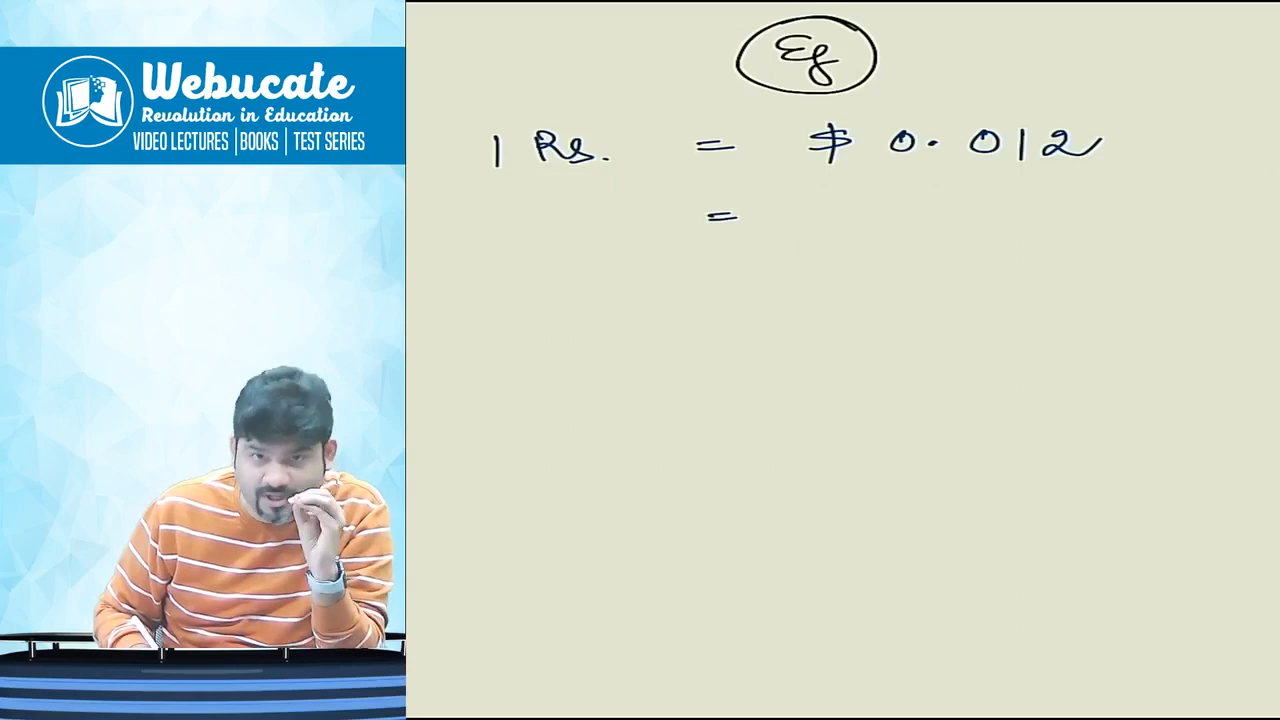 Webucate
Revolution in Education
VIDEO LECTURES | BOOKS | TEST SERIES
Eg
1 Rs. = $ 0.012
=